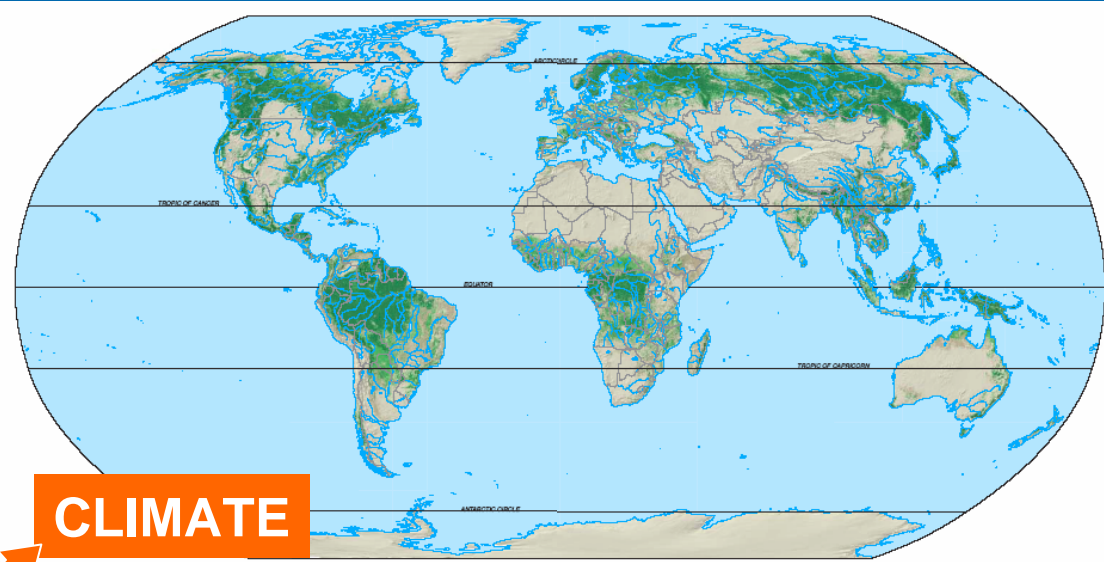 ARCTIC CIRCLE
TROPIC OF CANCER
EQUATOR
TROPIC OF CAPRICORN
ANTARCTIC CIRCLE
CLIMATE